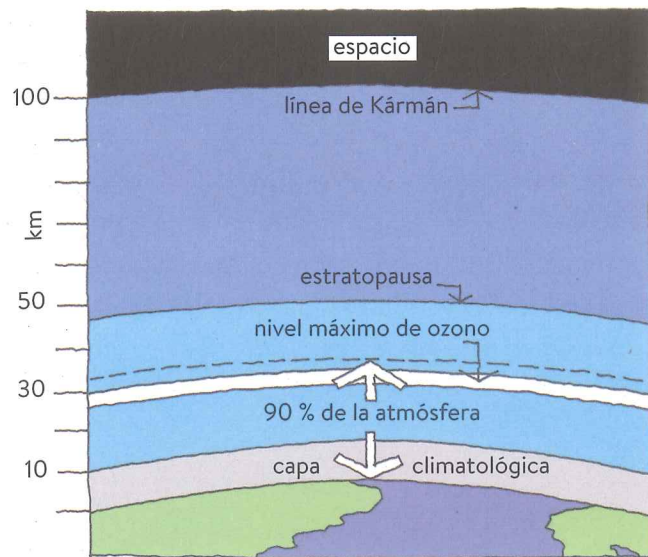 espacio
100
línea de Kármán
km
estratopausa
50
nivel máximo de ozono
30
90 % de la atmósfera
10
capa climatológica